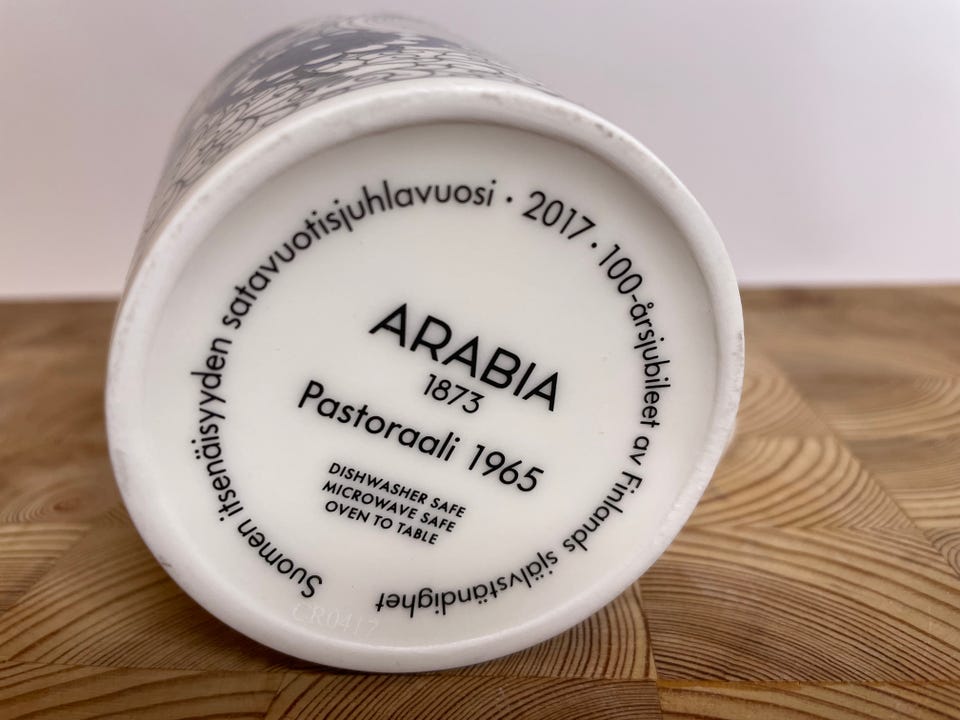 Suomen itsenäisyyden satavuotisjuhlavuosi · 2017 · 100-årsjubileet av Finlands självständighet
ARABIA
1873
Pastoraali 1965
DISHWASHER SAFE
MICROWAVE SAFE
OVEN TO TABLE
CR0417